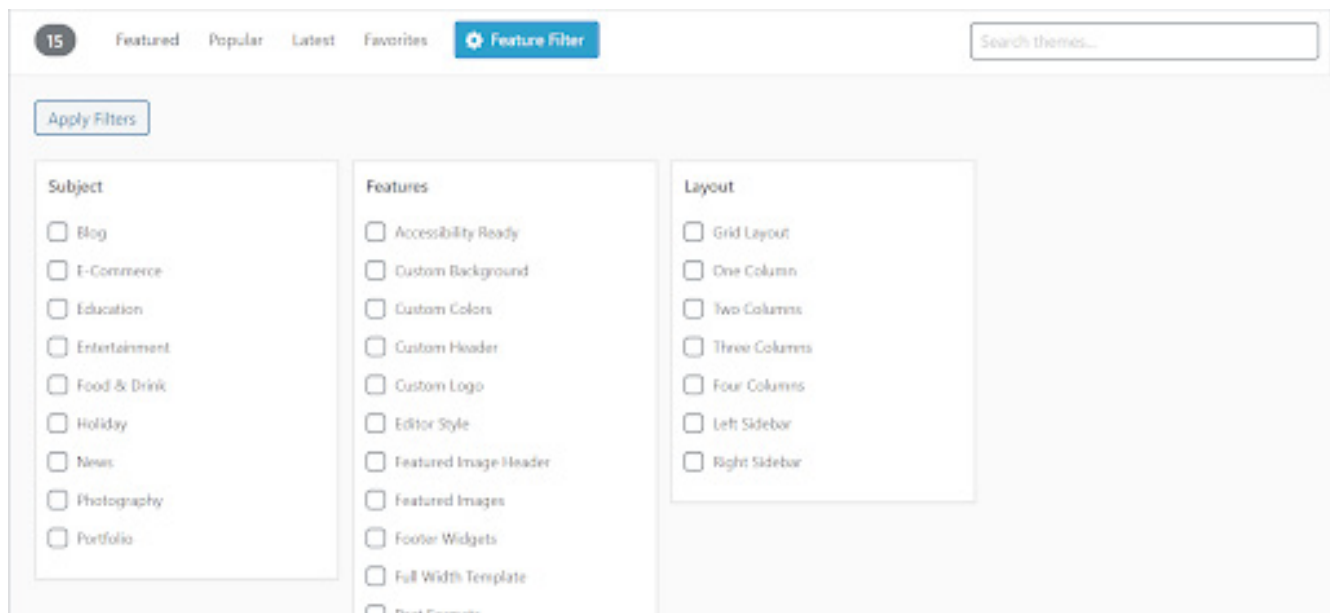 15 Featured Popular Latest Favorites Feature Filter Search themes...
Apply Filters
Subject
Blog
E-Commerce
Education
Entertainment
Food & Drink
Holiday
News
Photography
Portfolio
Features
Accessibility Ready
Custom Background
Custom Colors
Custom Header
Custom Logo
Editor Style
Featured Image Header
Featured Images
Footer Widgets
Full Width Template
Layout
Grid Layout
One Column
Two Columns
Three Columns
Four Columns
Left Sidebar
Right Sidebar